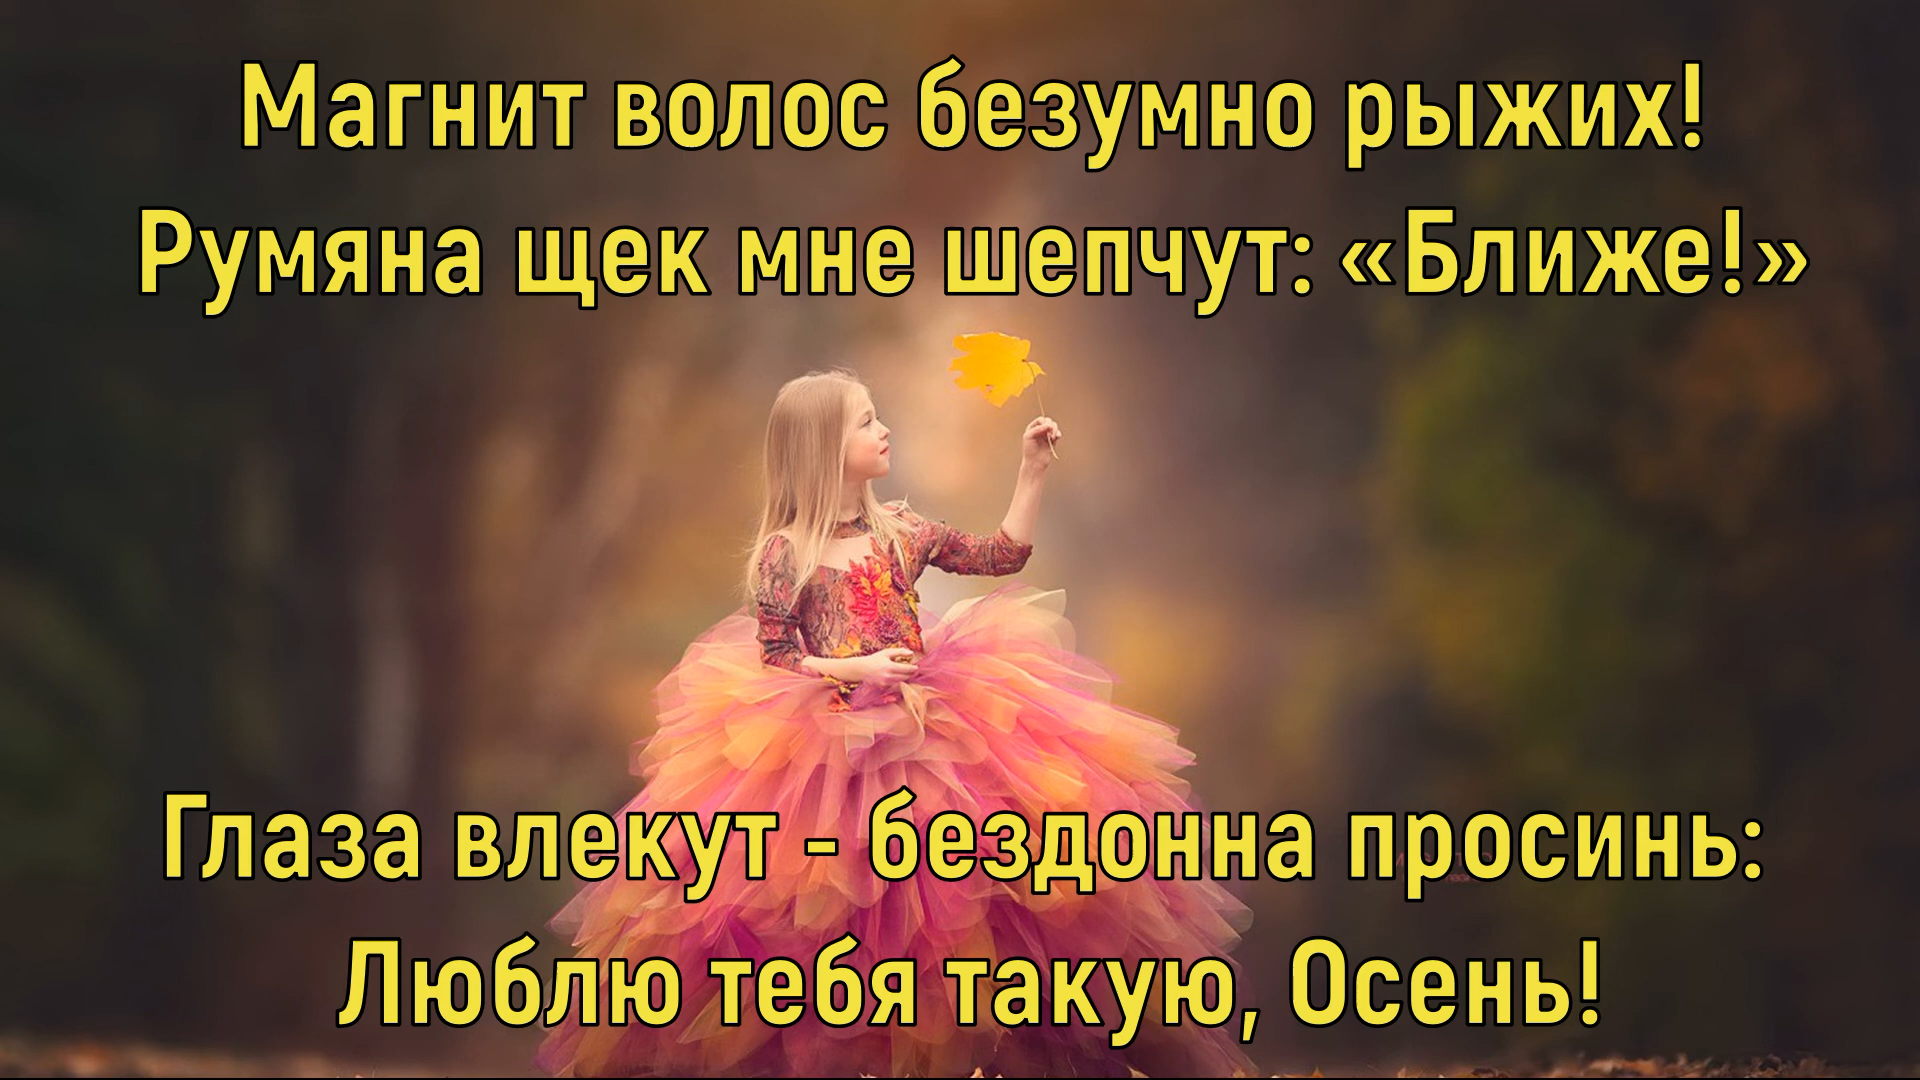 Магнит волос безумно рыжих!
Румяна щек мне шепчут: «Ближе!»
Глаза влекут - бездонна просинь:
Люблю тебя такую, Осень!